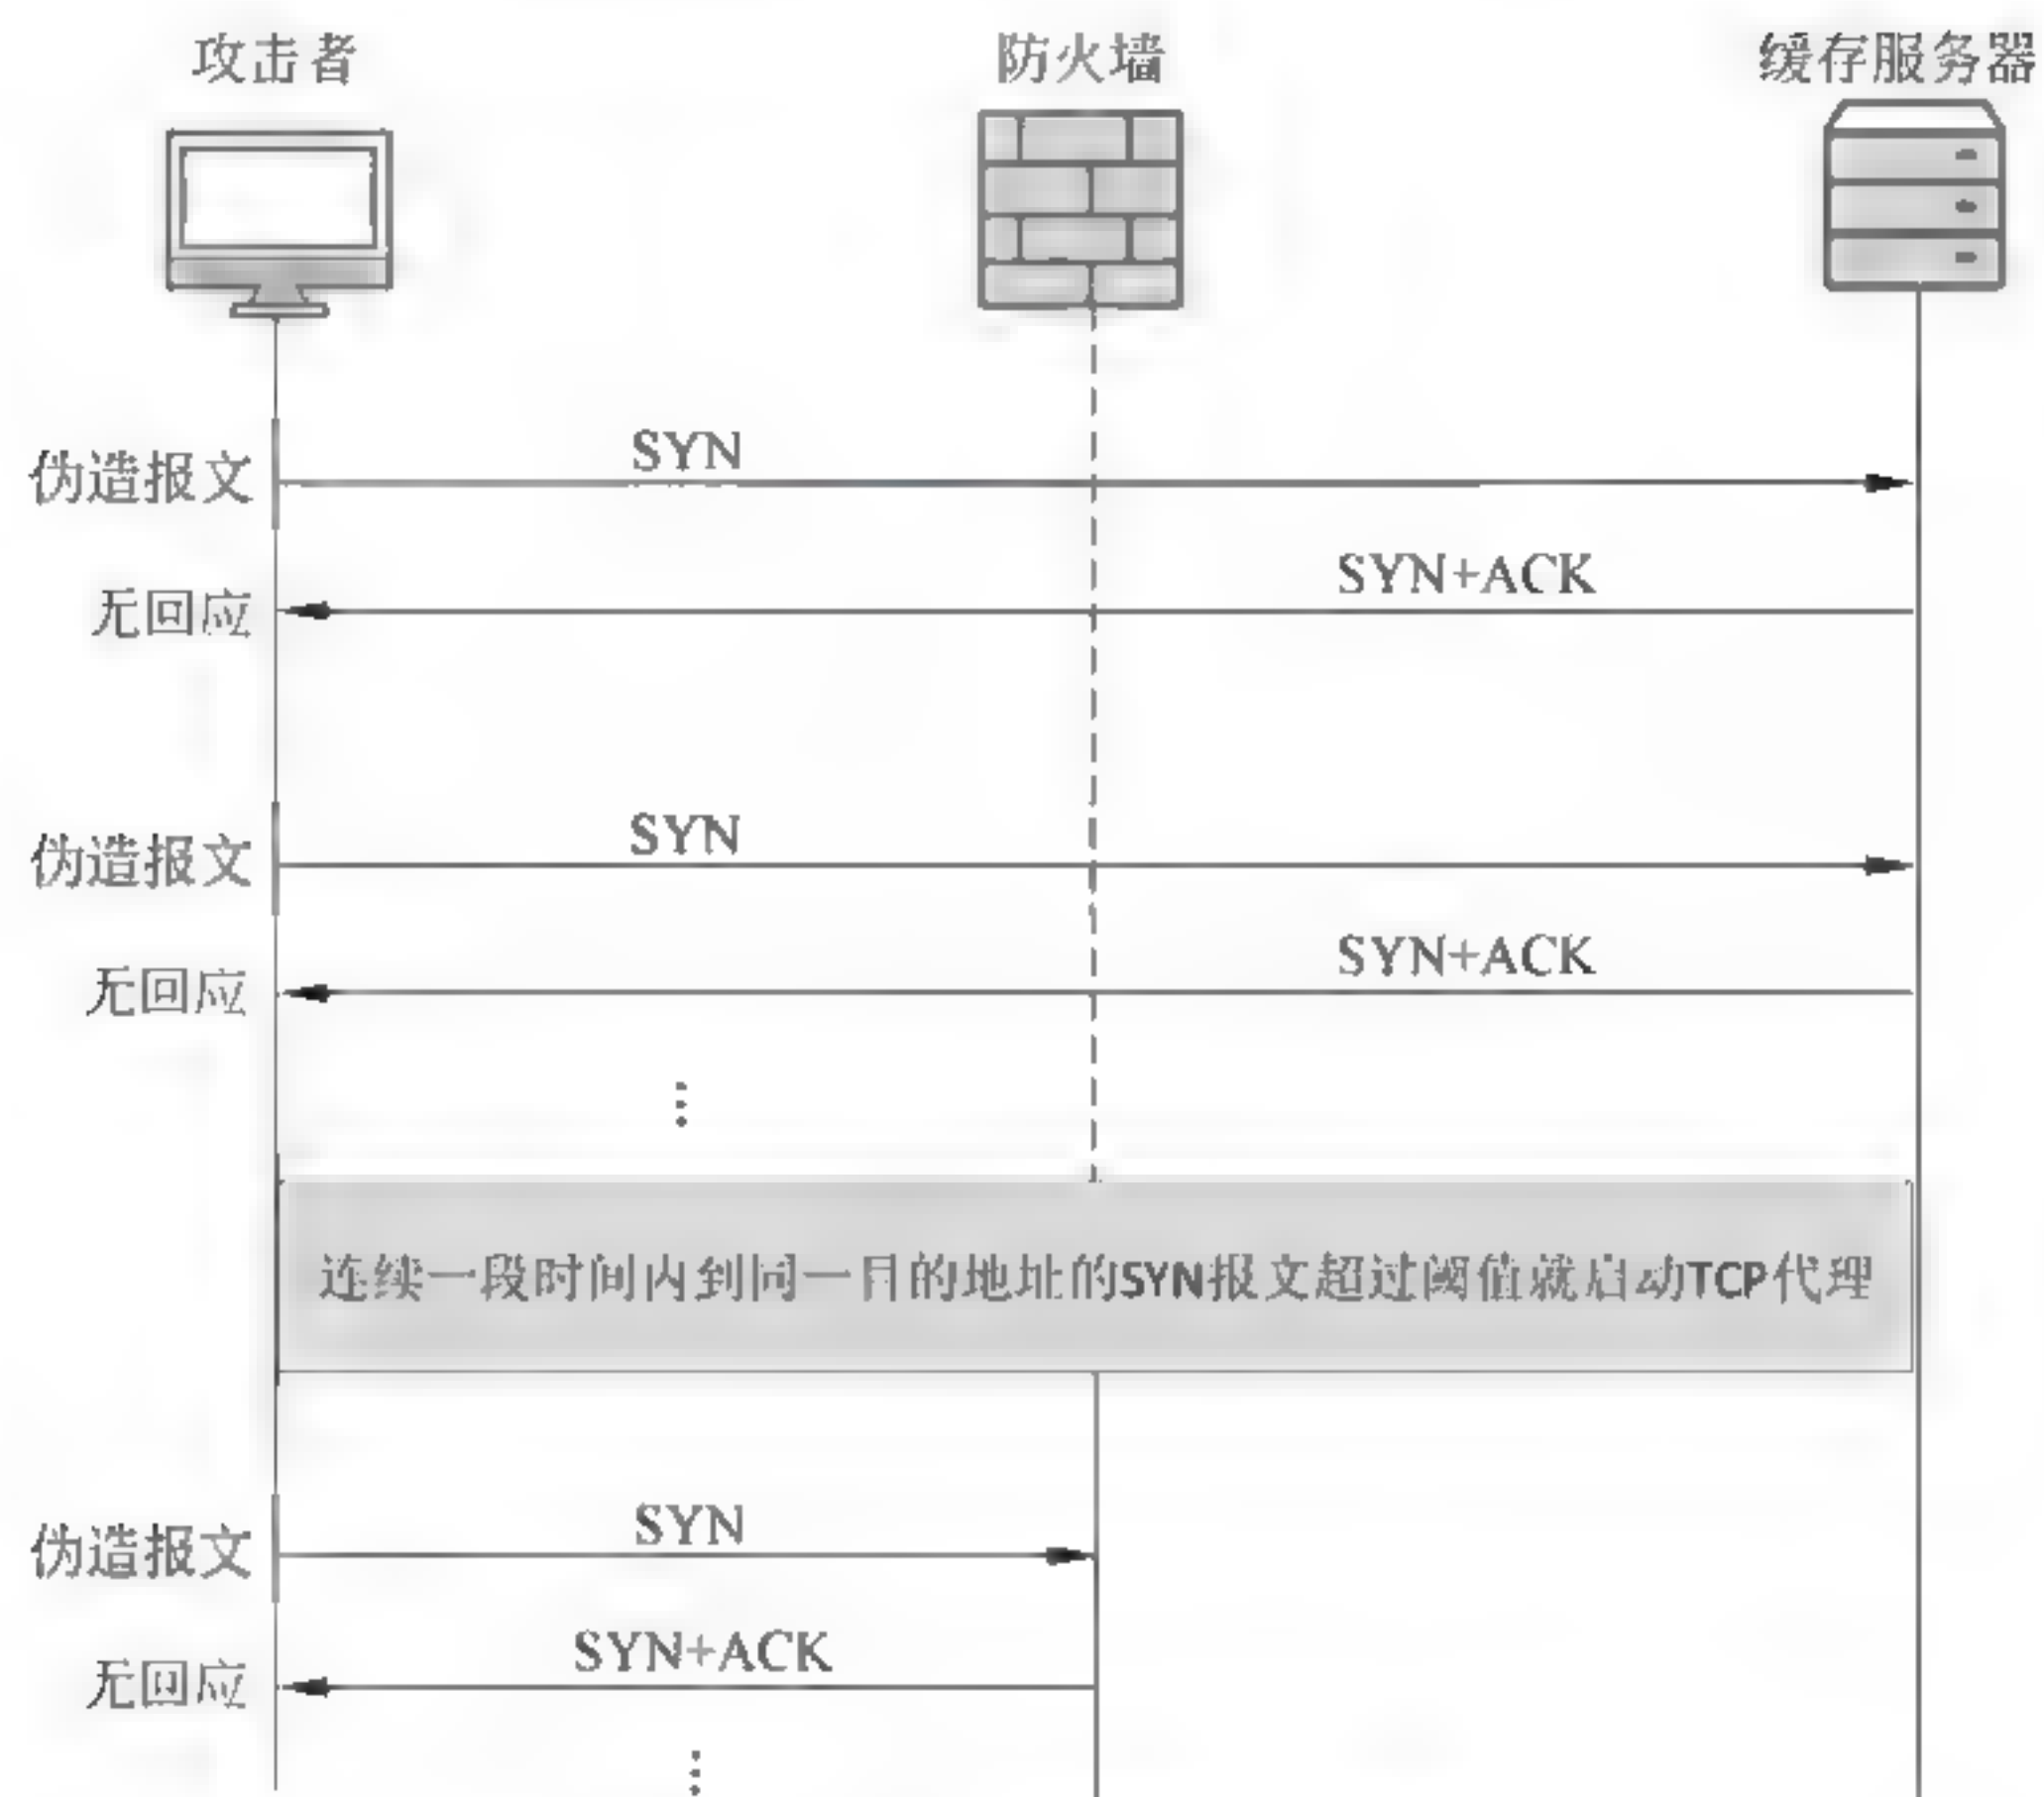 攻击者
防火墙
缓存服务器
伪造报文
SYN
SYN+ACK
无回应
伪造报文
SYN
SYN+ACK
无回应
连续一段时间内到同一目的地址的SYN报文超过阈值就启动TCP代理
伪造报文
SYN
SYN+ACK
无回应